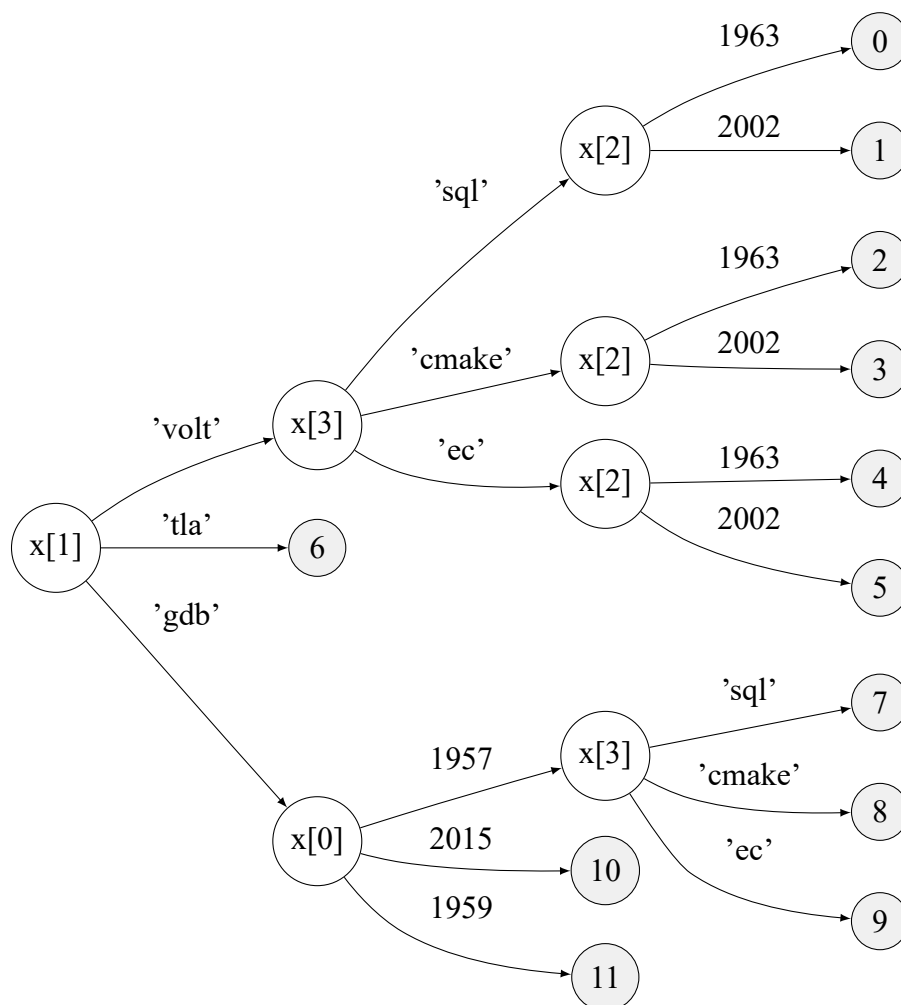 1963
0
x[2]
2002
1
’sql’
1963
2
’cmake’
x[2]
2002
3
’volt’
x[3]
’ec’
x[2]
1963
4
2002
5
x[1]
’tla’
6
’gdb’
x[0]
1957
x[3]
’sql’
7
’cmake’
8
’ec’
9
2015
10
1959
11